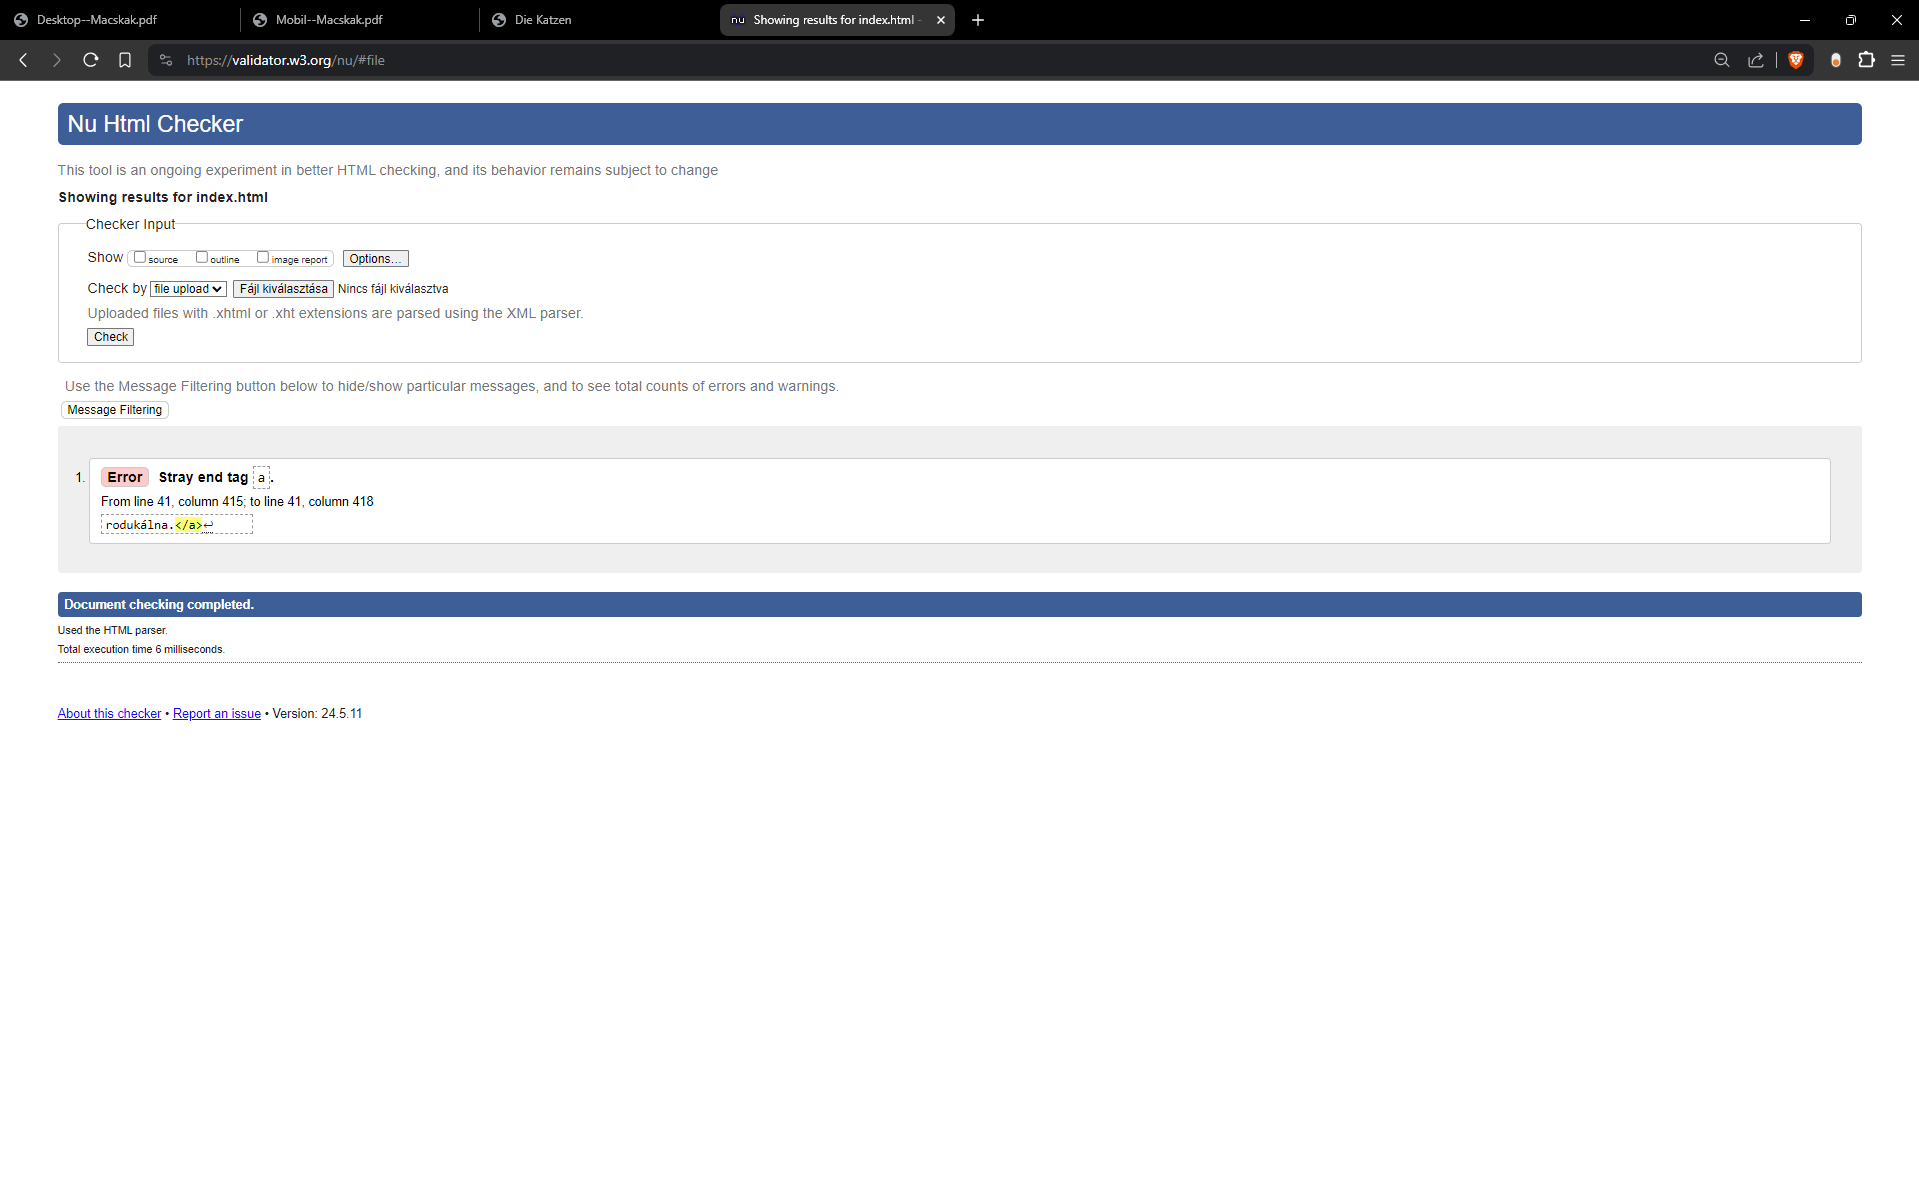 Desktop--Macskak.pdf
Mobil--Macskak.pdf
Die Katzen
nu Showing results for index.html -
https://validator.w3.org/nu/#file
Nu Html Checker
This tool is an ongoing experiment in better HTML checking, and its behavior remains subject to change
Showing results for index.html
Checker Input
Show source outline image report Options...
Check by file upload Fájl kiválasztása Nincs fájl kiválasztva
Uploaded files with .xhtml or .xht extensions are parsed using the XML parser.
Check
Use the Message Filtering button below to hide/show particular messages, and to see total counts of errors and warnings.
Message Filtering
1. Error Stray end tag a.
From line 41, column 415; to line 41, column 418
rodukálna.</a>↩
Document checking completed.
Used the HTML parser.
Total execution time 6 milliseconds.
About this checker • Report an issue • Version: 24.5.11